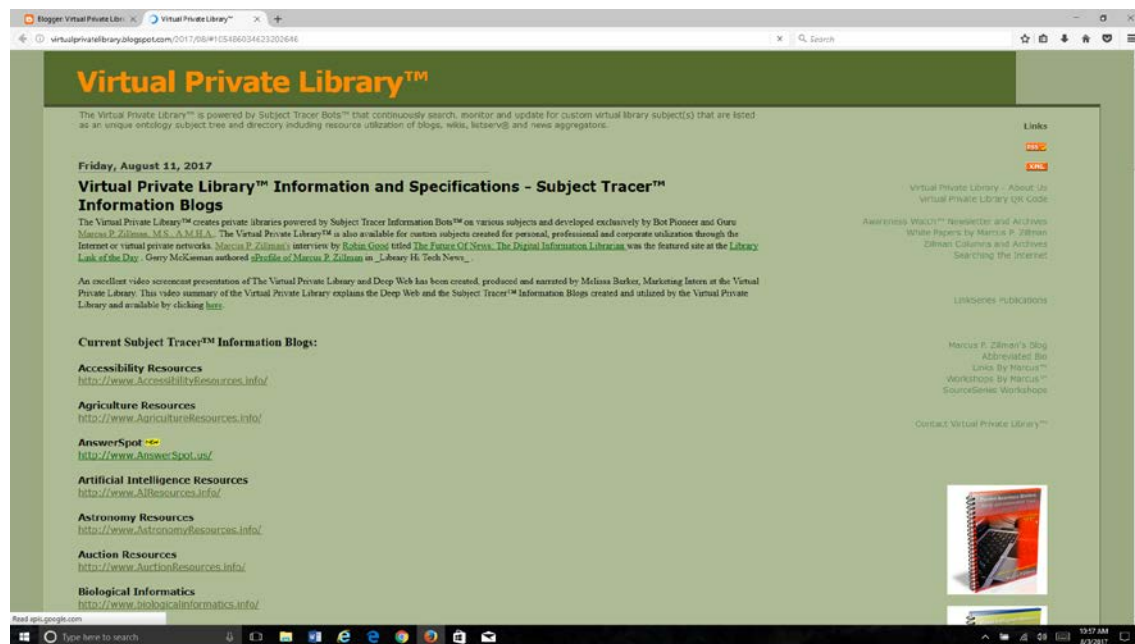 Blogger: Virtual Private Libr
Virtual Private Library™
virtualprivatelibrary.blogspot.com/2017/08/#105486034623202646
Search
Virtual Private Library™
The Virtual Private Library™ is powered by Subject Tracer Bots™ that continuously search, monitor and update for custom virtual library subject(s) that are listed
as an unique ontology subject tree and directory including resource utilization of blogs, wikis, listserv® and news aggregators.
Links
RSS
XML
Friday, August 11, 2017
Virtual Private Library™ Information and Specifications - Subject Tracer™
Information Blogs
The Virtual Private Library™ creates private libraries powered by Subject Tracer Information Bots™ on various subjects and developed exclusively by Bot Pioneer and Guru
Marcus P. Zillman, M.S., A.M.H.A.. The Virtual Private Library™ is also available for custom subjects created for personal, professional and corporate utilization through the
Internet or virtual private networks. Marcus P. Zillman's interview by Robin Good titled The Future Of News: The Digital Information Librarian was the featured site at the Library
Link of the Day . Gerry McKiernan authored eProfile of Marcus P. Zillman in _Library Hi Tech News_ .
An excellent video screencast presentation of The Virtual Private Library and Deep Web has been created, produced and narrated by Melissa Barker, Marketing Intern at the Virtual
Private Library. This video summary of the Virtual Private Library explains the Deep Web and the Subject Tracer™ Information Blogs created and utilized by the Virtual Private
Library and available by clicking here.
Current Subject Tracer™ Information Blogs:
Accessibility Resources
http://www.AccessibilityResources.info/
Agriculture Resources
http://www.AgricultureResources.info/
AnswerSpot NEW
http://www.AnswerSpot.us/
Artificial Intelligence Resources
http://www.AIResources.info/
Astronomy Resources
http://www.AstronomyResources.info/
Auction Resources
http://www.AuctionResources.info/
Biological Informatics
http://www.biologicalinformatics.info/
Virtual Private Library - About Us
Virtual Private Library QR Code
Awareness Watch™ Newsletter and Archives
White Papers by Marcus P. Zillman
Zillman Columns and Archives
Searching the Internet
LinkSeries Publications
Marcus P. Zillman's Blog
Abbreviated Bio
Links By Marcus™
Workshops By Marcus™
SourceSeries Workshops
Contact Virtual Private Library™
Read apis.google.com
Type here to search
10:57 AM
8/3/2017